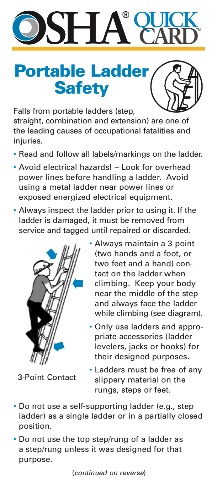 OSHA® QUICK
CARD™
Portable Ladder
Safety
Falls from portable ladders (step,
straight, combination and extension) are one of
the leading causes of occupational fatalities and
injuries.
• Read and follow all labels/markings on the ladder.
• Avoid electrical hazards! – Look for overhead
power lines before handling a ladder. Avoid
using a metal ladder near power lines or
exposed energized electrical equipment.
• Always inspect the ladder prior to using it. If the
ladder is damaged, it must be removed from
service and tagged until repaired or discarded.
• Always maintain a 3-point
(two hands and a foot, or
two feet and a hand) con-
tact on the ladder when
climbing. Keep your body
near the middle of the step
and always face the ladder
while climbing (see diagram).
• Only use ladders and appro-
priate accessories (ladder
levelers, jacks or hooks) for
their designed purposes.
• Ladders must be free of any
slippery material on the
rungs, steps or feet.
3-Point Contact
• Do not use a self-supporting ladder (e.g., step
ladder) as a single ladder or in a partially closed
position.
• Do not use the top step/rung of a ladder as
a step/rung unless it was designed for that
purpose.
(continued on reverse)